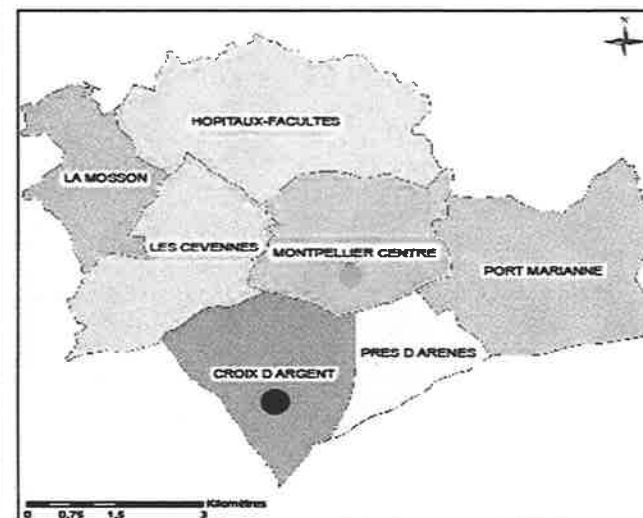 N
HOPITAUX-FACULTES
LA MOSSON
LES CEVENNES
MONTPELLIER CENTRE
PORT MARIANNE
PRES D ARENES
CROIX D'ARGENT
Kilomètres
0 0,75 1,5 3